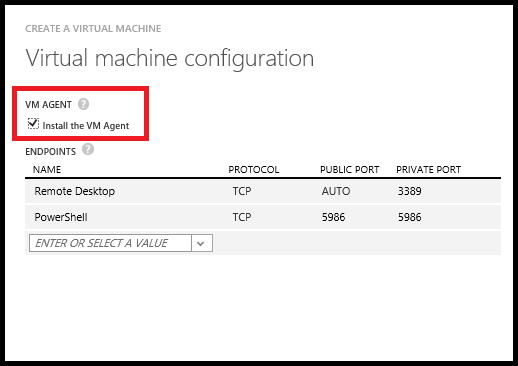 CREATE A VIRTUAL MACHINE
Virtual machine configuration
VM AGENT ?
Install the VM Agent
ENDPOINTS ?
NAME PROTOCOL PUBLIC PORT PRIVATE PORT
Remote Desktop TCP AUTO 3389
PowerShell TCP 5986 5986
ENTER OR SELECT A VALUE